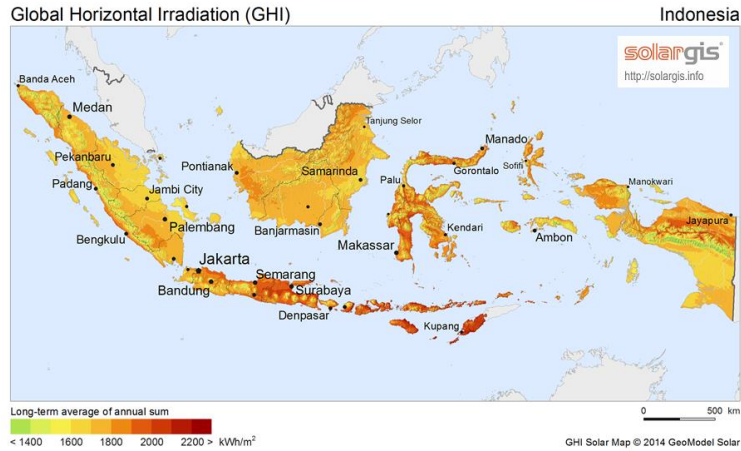 Global Horizontal Irradiation (GHI)
Indonesia
solargis
http://solargis.info
Banda Aceh
Medan
Tanjung Selor
Pekanbaru
Pontianak
Samarinda
Manado
Sofifi
Gorontalo
Padang
Jambi City
Palu
Manokwari
Palembang
Banjarmasin
Kendari
Jayapura
Bengkulu
Makassar
Ambon
Jakarta
Semarang
Bandung
Surabaya
Denpasar
Kupang
Long-term average of annual sum
< 1400 1600 1800 2000 2200 > kWh/m²
0 500 km
GHI Solar Map © 2014 GeoModel Solar